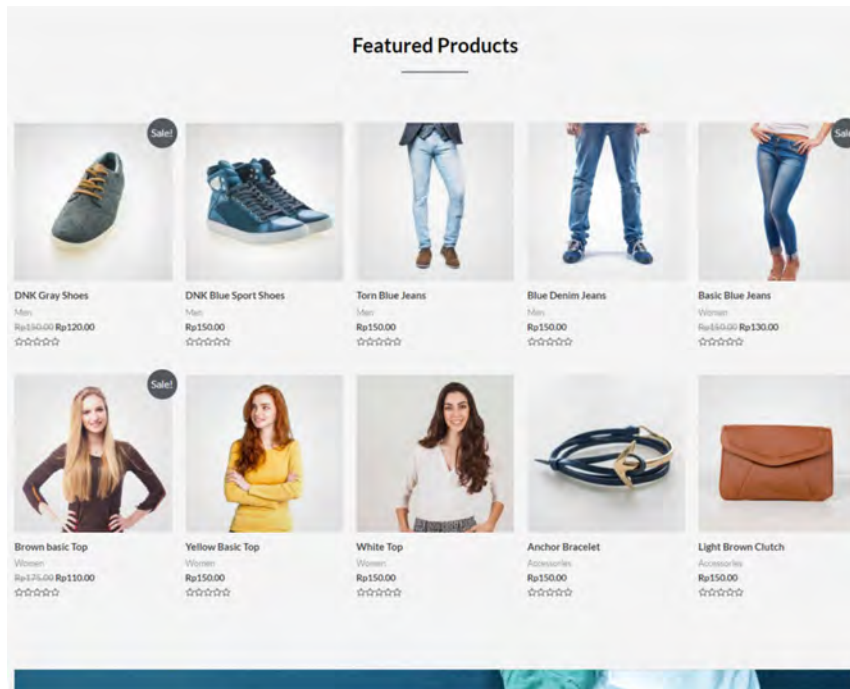 Featured Products
Sale!
Sale
DNK Gray Shoes
Men
Rp150.00 Rp120.00
DNK Blue Sport Shoes
Men
Rp150.00
Torn Blue Jeans
Men
Rp150.00
Blue Denim Jeans
Men
Rp150.00
Basic Blue Jeans
Women
Rp150.00 Rp130.00
Sale!
Brown basic Top
Women
Rp175.00 Rp110.00
Yellow Basic Top
Women
Rp150.00
White Top
Women
Rp150.00
Anchor Bracelet
Accessories
Rp150.00
Light Brown Clutch
Accessories
Rp150.00